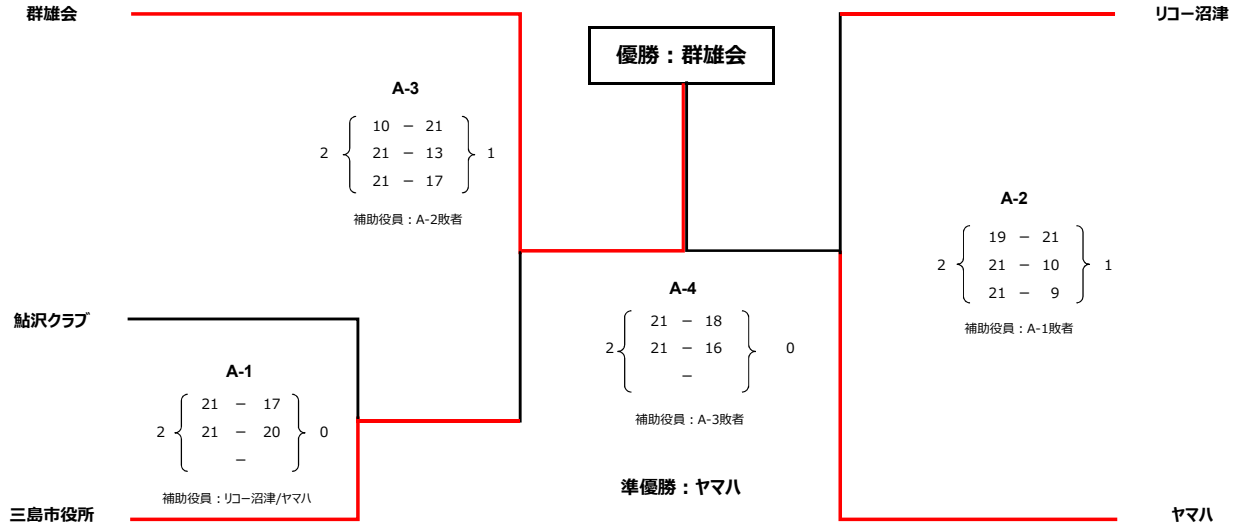 群雄会
リコー沼津
優勝：群雄会
A-3
10 － 21
2 21 － 13 1
21 － 17
補助役員：A-2敗者
A-2
19 － 21
2 21 － 10 1
21 － 9
補助役員：A-1敗者
鮎沢クラブ
A-4
21 － 18
2 21 － 16 0
－
補助役員：A-3敗者
A-1
21 － 17
2 21 － 20 0
－
補助役員：リコー沼津/ヤマハ
準優勝：ヤマハ
三島市役所
ヤマハ